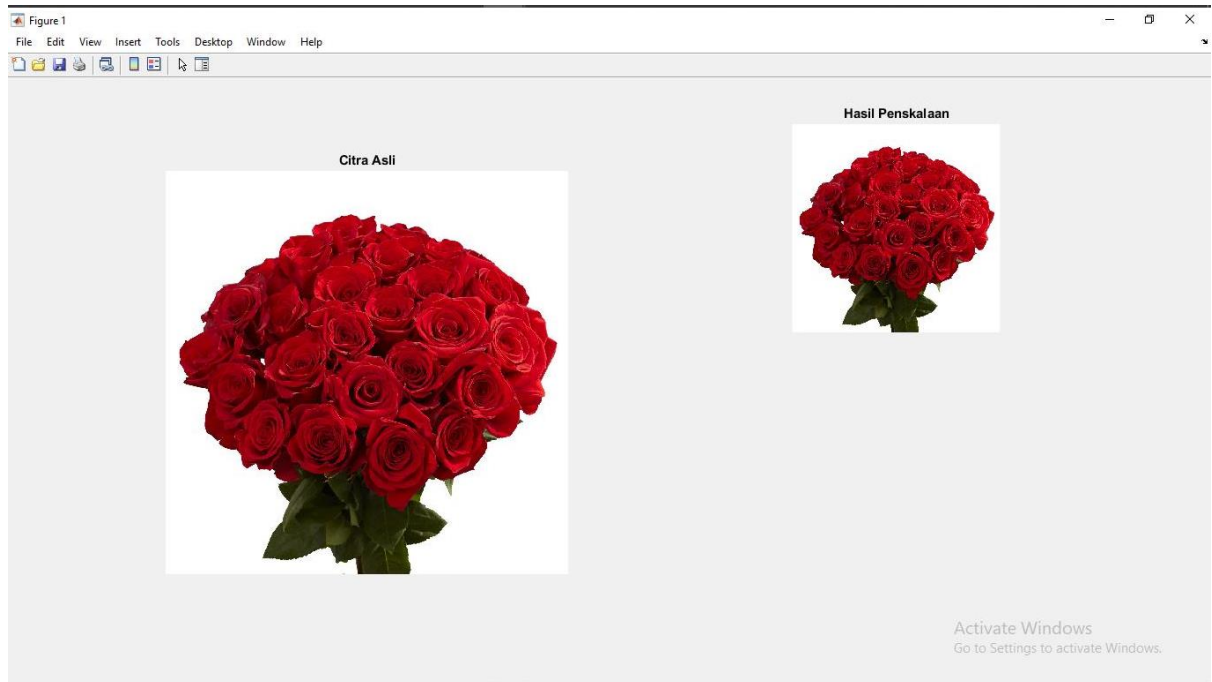 Figure 1
File Edit View Insert Tools Desktop Window Help
Hasil Penskalaan
Citra Asli
Activate Windows
Go to Settings to activate Windows.